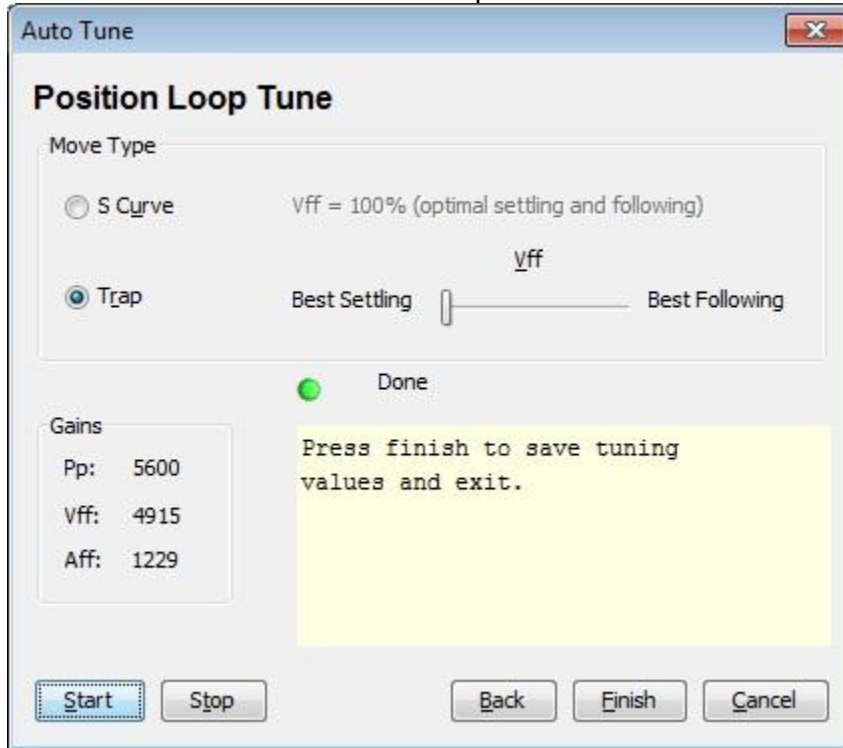 Auto Tune
Position Loop Tune
Move Type
S Curve
Vff = 100% (optimal settling and following)
Vff
Trap
Best Settling
Best Following
Done
Gains
Pp: 5600
Vff: 4915
Aff: 1229
Press finish to save tuning
values and exit.
Start
Stop
Back
Finish
Cancel